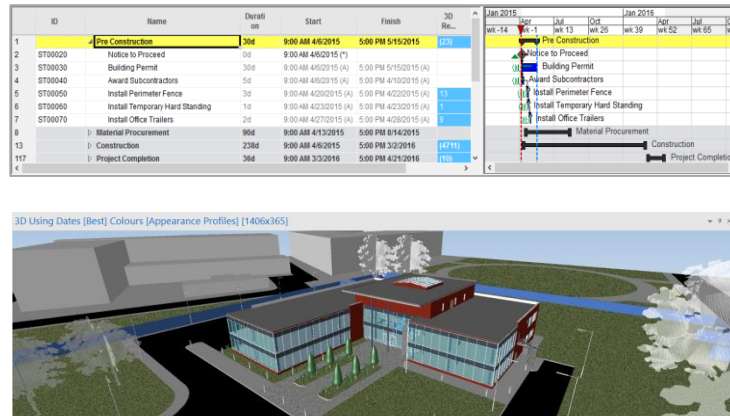 ID Name Durati on Start Finish 3D Re...
1 Pre Construction 30d 9:00 AM 4/6/2015 5:00 PM 5/15/2015 (23)
2 ST00020 Notice to Proceed 0d 9:00 AM 4/6/2015 (*)
3 ST00030 Building Permit 30d 9:00 AM 4/6/2015 (A) 5:00 PM 5/15/2015 (A)
4 ST00040 Award Subcontractors 5d 9:00 AM 4/6/2015 (A) 5:00 PM 4/10/2015 (A)
5 ST00050 Install Perimeter Fence 3d 9:00 AM 4/20/2015 (A) 5:00 PM 4/22/2015 (A) 13
6 ST00060 Install Temporary Hard Standing 1d 9:00 AM 4/23/2015 (A) 5:00 PM 4/23/2015 (A) 1
7 ST00070 Install Office Trailers 2d 9:00 AM 4/27/2015 (A) 5:00 PM 4/28/2015 (A) 9
8 Material Procurement 90d 9:00 AM 4/13/2015 5:00 PM 8/14/2015
13 Construction 238d 9:00 AM 4/6/2015 5:00 PM 3/2/2016 (4711)
117 Project Completion 36d 9:00 AM 3/3/2016 5:00 PM 4/21/2016 (10)
Jan 2015 Jan 2016
Apr Jul Oct Apr Jul
wk -14 wk -1 wk 13 wk 26 wk 39 wk 52 wk 65
Pre Construction
Notice to Proceed
Building Permit
Award Subcontractors
Install Perimeter Fence
Install Temporary Hard Standing
Install Office Trailers
Material Procurement
Construction
Project Completio
3D Using Dates [Best] Colours [Appearance Profiles] [1406x365]